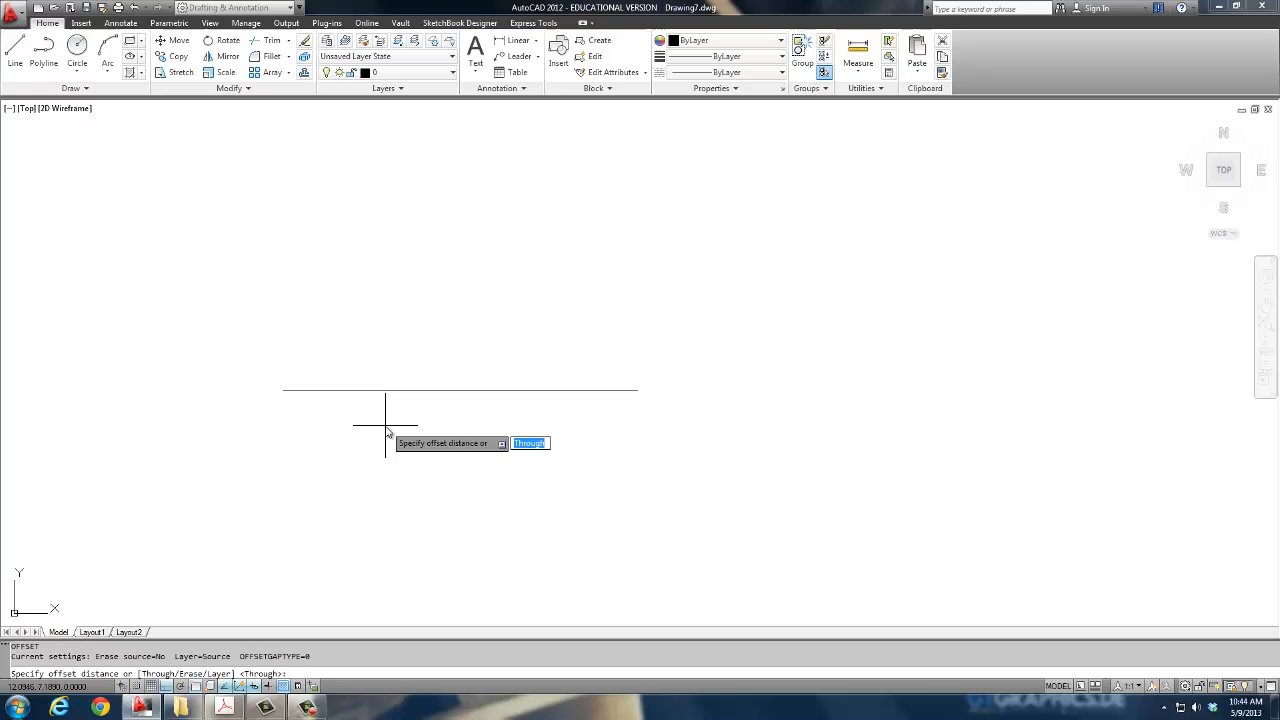 AutoCAD 2012 - EDUCATIONAL VERSION Drawing7.dwg
Drafting & Annotation
Type a keyword or phrase
Sign In
Home Insert Annotate Parametric View Manage Output Plug-ins Online Vault SketchBook Designer Express Tools
Line Polyline Circle Arc
Move Rotate Trim
Copy Mirror Fillet
Stretch Scale Array
Unsaved Layer State
0
Text
Linear
Leader
Table
Insert
Create
Edit
Edit Attributes
ByLayer
ByLayer
ByLayer
Group
Measure
Paste
Draw Modify Layers Annotation Block Properties Groups Utilities Clipboard
[−] [Top] [2D Wireframe]
N
W TOP E
S
WCS
Specify offset distance or Through
Y
X
Model Layout1 Layout2
OFFSET
Current settings: Erase source=No Layer=Source OFFSETGAPTYPE=0
Specify offset distance or [Through/Erase/Layer] <Through>:
MODEL
1:1
10:44 AM
5/9/2013